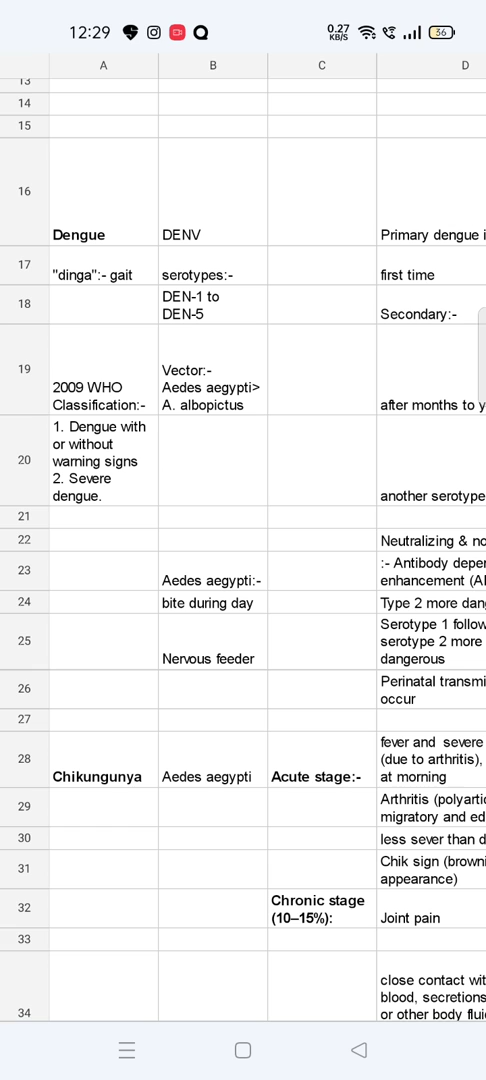 12:29
0.27
KB/S
36
A
B
C
D
13
14
15
16
Dengue
DENV
Primary dengue i
17
"dinga":- gait
serotypes:-
first time
18
DEN-1 to
DEN-5
Secondary:-
19
2009 WHO
Classification:-
Vector:-
Aedes aegypti>
A. albopictus
after months to y
20
1. Dengue with
or without
warning signs
2. Severe
dengue.
another serotype
21
22
Neutralizing & no
23
Aedes aegypti:-
:- Antibody deper
enhancement (Al
24
bite during day
Type 2 more dan
25
Nervous feeder
Serotype 1 follow
serotype 2 more
dangerous
26
Perinatal transmi
occur
27
28
Chikungunya
Aedes aegypti
Acute stage:-
fever and severe
(due to arthritis),
at morning
29
Arthritis (polyartic
migratory and ed
30
less sever than d
31
Chik sign (browni
appearance)
32
Chronic stage
(10–15%):
Joint pain
33
34
close contact wit
blood, secretions
or other body flui